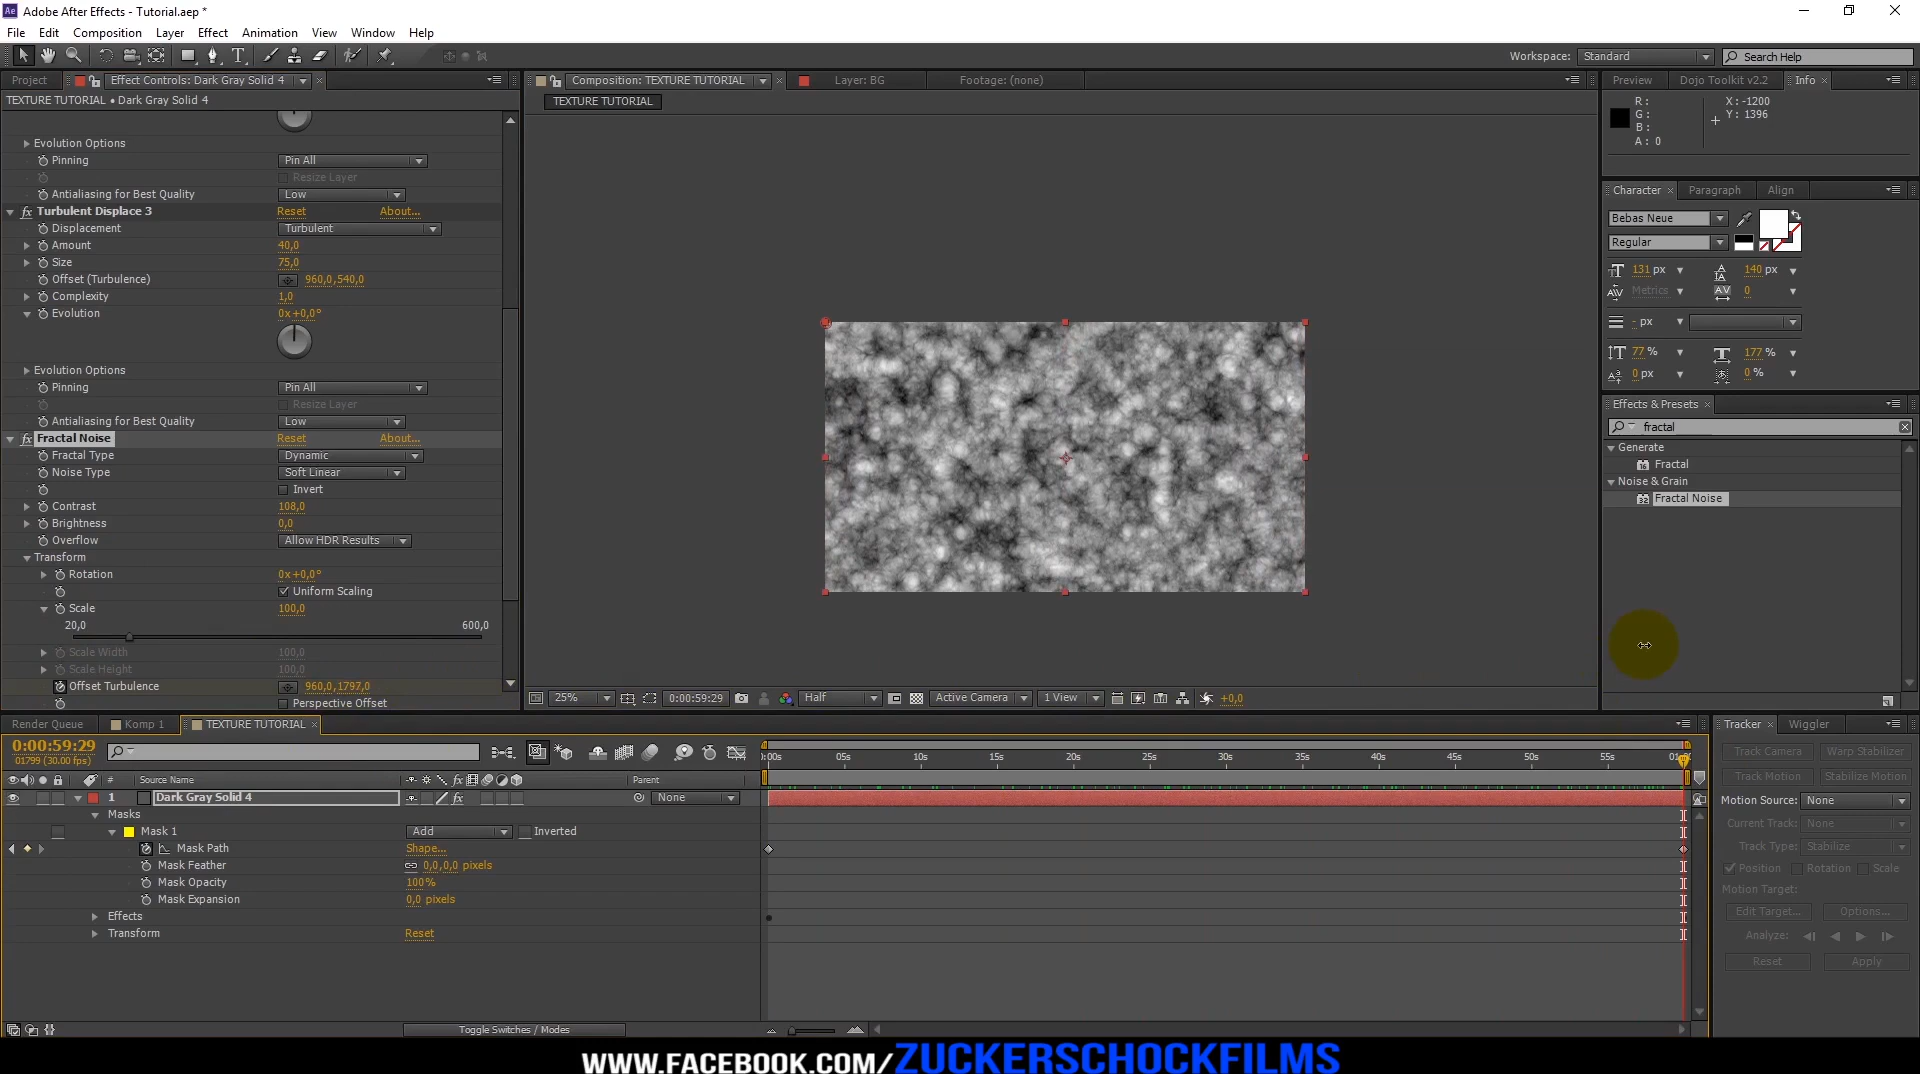 Adobe After Effects - Tutorial.aep *
File Edit Composition Layer Effect Animation View Window Help
Workspace: Standard Search Help
Project Effect Controls: Dark Gray Solid 4 Composition: TEXTURE TUTORIAL Layer: BG Footage: (none) Preview Dojo Toolkit v2.2 Info
TEXTURE TUTORIAL • Dark Gray Solid 4
TEXTURE TUTORIAL
R :
G :
B :
A : 0
X : -1200
Y : 1396
Evolution Options
Pinning Pin All
Resize Layer
Antialiasing for Best Quality Low
Turbulent Displace 3 Reset About...
Displacement Turbulent
Amount 40,0
Size 75,0
Offset (Turbulence) 960,0,540,0
Complexity 1,0
Evolution 0x+0,0°
Evolution Options
Pinning Pin All
Resize Layer
Antialiasing for Best Quality Low
Fractal Noise Reset About...
Fractal Type Dynamic
Noise Type Soft Linear
Invert
Contrast 108,0
Brightness 0,0
Overflow Allow HDR Results
Transform
Rotation 0x+0,0°
Uniform Scaling
Scale 100,0
20,0 600,0
Scale Width 100,0
Scale Height 100,0
Offset Turbulence 960,0,1797,0
Perspective Offset
25% 0:00:59:29 Half Active Camera 1 View +0,0
Character Paragraph Align
Bebas Neue
Regular
131 px 140 px
Metrics 0
- px
77 % 177 %
0 px 0 %
Effects & Presets
fractal
Generate
Fractal
Noise & Grain
Fractal Noise
Render Queue Komp 1 TEXTURE TUTORIAL
0:00:59:29
01799 (30.00 fps)
# Source Name Parent
05s 10s 15s 20s 25s 30s 35s 40s 45s 50s 55s
1 Dark Gray Solid 4 None
Masks
Mask 1 Add Inverted
Mask Path Shape...
Mask Feather 0,0,0,0 pixels
Mask Opacity 100%
Mask Expansion 0,0 pixels
Effects
Transform Reset
Toggle Switches / Modes
Tracker Wiggler
Track Camera Warp Stabilizer
Track Motion Stabilize Motion
Motion Source: None
Current Track: None
Track Type: Stabilize
Position Rotation Scale
Motion Target:
Edit Target... Options...
Analyze:
Reset Apply
WWW.FACEBOOK.COM/ZUCKERSCHOCKFILMS